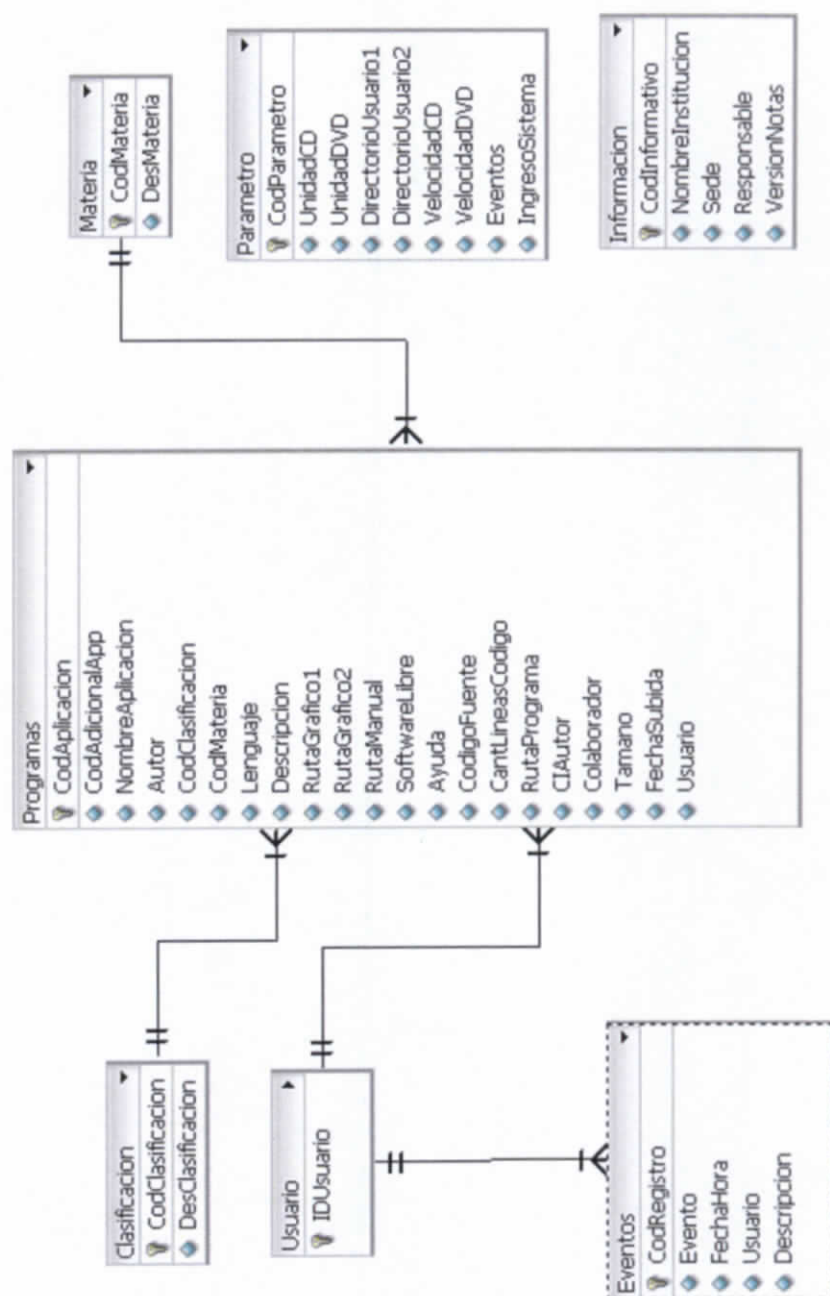 Clasificacion
CodClasificacion
DesClasificacion
Usuario
IDUsuario
Eventos
CodRegistro
Evento
FechaHora
Usuario
Descripcion
Programas
CodAplicacion
CodAdicionalApp
NombreAplicacion
Autor
CodClasificacion
CodMateria
Lenguaje
Descripcion
RutaGrafico1
RutaGrafico2
RutaManual
SoftwareLibre
Ayuda
CodigoFuente
CantLineasCodigo
RutaPrograma
CIAutor
Colaborador
Tamano
FechaSubida
Usuario
Materia
CodMateria
DesMateria
Parametro
CodParametro
UnidadCD
UnidadDVD
DirectorioUsuario1
DirectorioUsuario2
VelocidadCD
VelocidadDVD
Eventos
IngresoSistema
Informacion
CodInformativo
NombreInstitucion
Sede
Responsable
VersionNotas